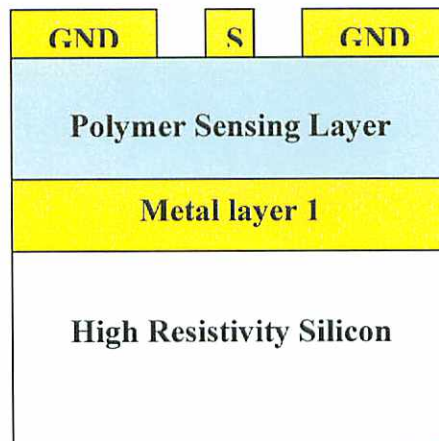 GND S GND
Polymer Sensing Layer
Metal layer 1
High Resistivity Silicon